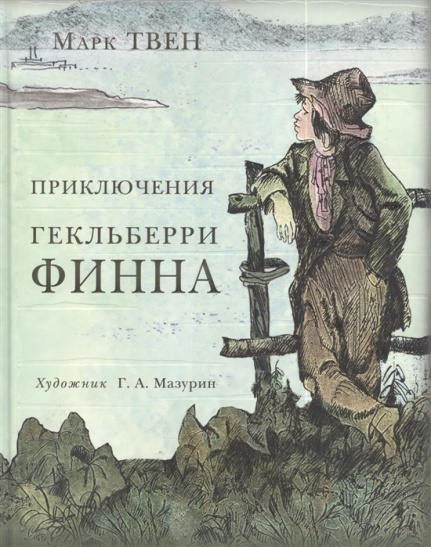 МАРК ТВЕН
ПРИКЛЮЧЕНИЯ
ГЕКЛЬБЕРРИ
ФИННА
Художник Г. А. Мазурин